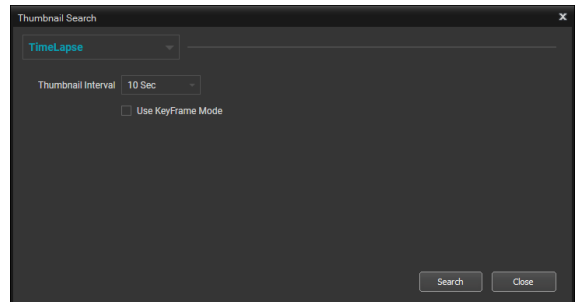 Thumbnail Search
TimeLapse
Thumbnail Interval 10 Sec
Use KeyFrame Mode
Search Close